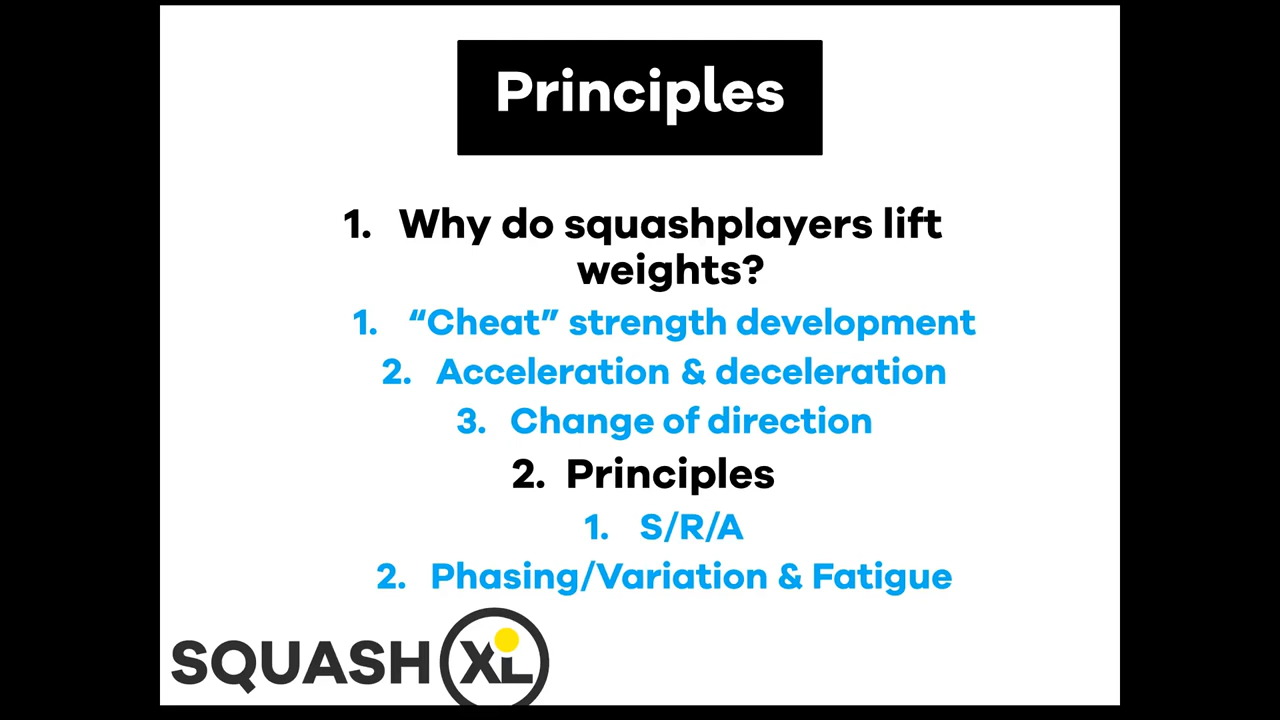 Principles
1. Why do squashplayers lift
weights?
1. “Cheat” strength development
2. Acceleration & deceleration
3. Change of direction
2. Principles
1. S/R/A
2. Phasing/Variation & Fatigue
SQUASH XL